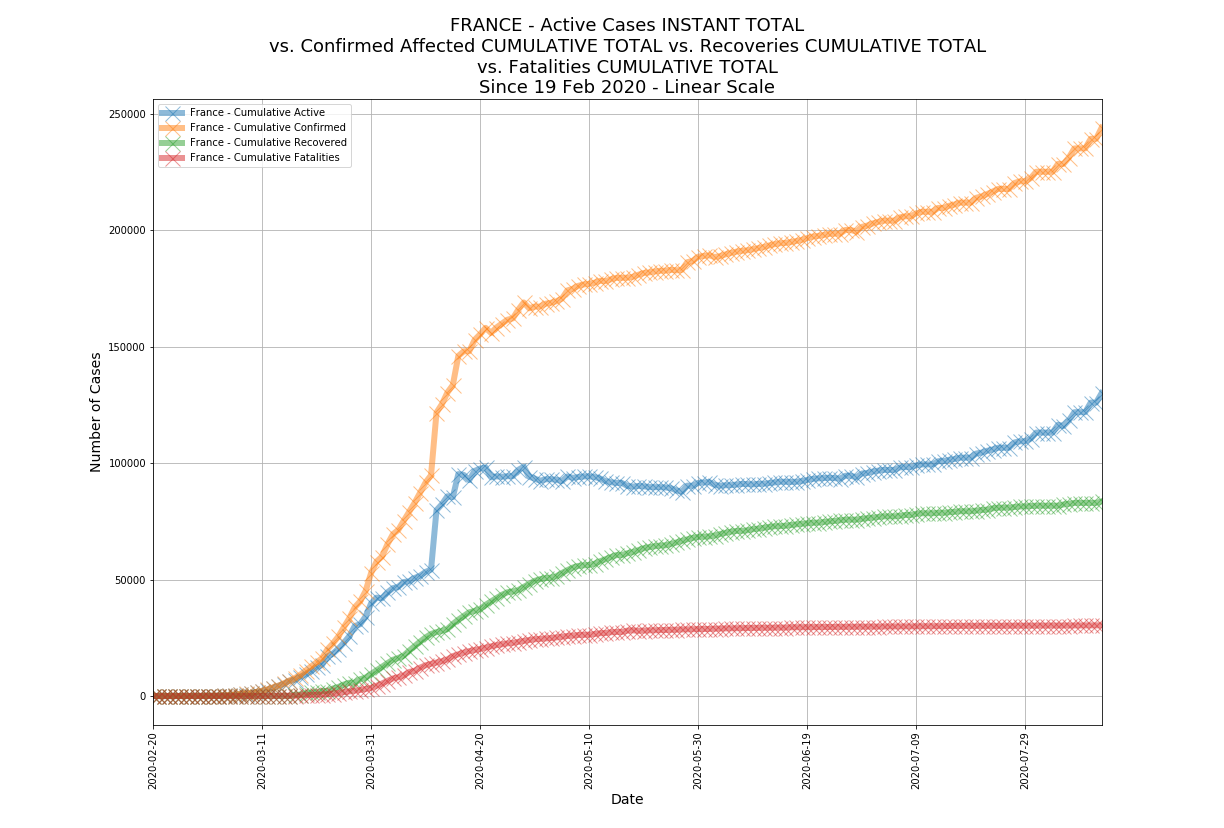 FRANCE - Active Cases INSTANT TOTAL
vs. Confirmed Affected CUMULATIVE TOTAL vs. Recoveries CUMULATIVE TOTAL
vs. Fatalities CUMULATIVE TOTAL
Since 19 Feb 2020 - Linear Scale
France - Cumulative Active
France - Cumulative Confirmed
France - Cumulative Recovered
France - Cumulative Fatalities
Number of Cases
250000
200000
150000
100000
50000
0
2020-02-20
2020-03-11
2020-03-31
2020-04-20
2020-05-10
2020-05-30
2020-06-19
2020-07-09
2020-07-29
Date